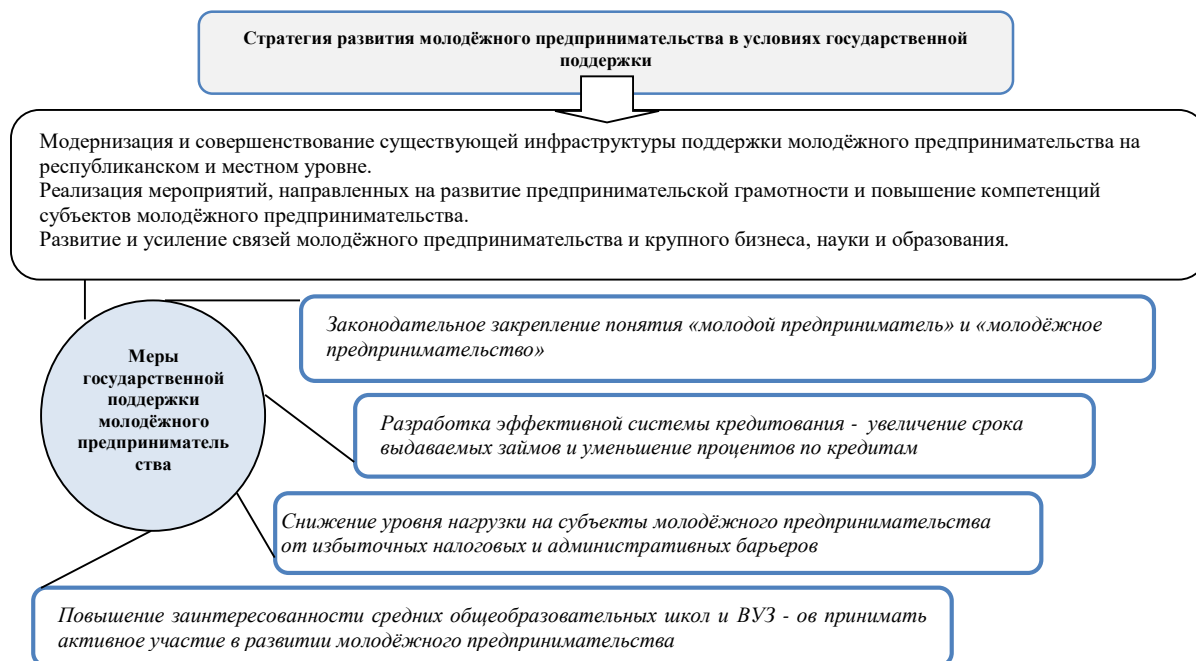 Стратегия развития молодёжного предпринимательства в условиях государственной
поддержки
Модернизация и совершенствование существующей инфраструктуры поддержки молодёжного предпринимательства на
республиканском и местном уровне.
Реализация мероприятий, направленных на развитие предпринимательской грамотности и повышение компетенций
субъектов молодёжного предпринимательства.
Развитие и усиление связей молодёжного предпринимательства и крупного бизнеса, науки и образования.
Меры
государственной
поддержки
молодёжного
предприниматель
ства
Законодательное закрепление понятия «молодой предприниматель» и «молодёжное
предпринимательство»
Разработка эффективной системы кредитования - увеличение срока
выдаваемых займов и уменьшение процентов по кредитам
Снижение уровня нагрузки на субъекты молодёжного предпринимательства
от избыточных налоговых и административных барьеров
Повышение заинтересованности средних общеобразовательных школ и ВУЗ - ов принимать
активное участие в развитии молодёжного предпринимательства